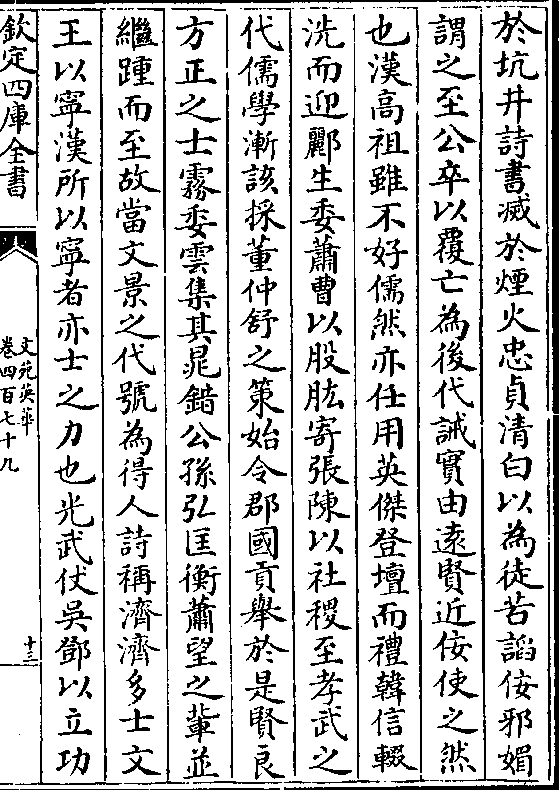 於坑井詩書滅於煙火忠貞清白以為徒苦謟佞邪媚
謂之至公卒以覆亡為後代誡實由遠賢近佞使之然
也漢高祖雖不好儒然亦仕用英傑登壇而禮韓信輟
洗而迎酈生委蕭曹以股肱寄張陳以社稷至孝武之
代儒學漸該採董仲舒之策始令郡國貢舉於是賢良
方正之士霧委雲集其晁錯公孫弘匡衡蕭望之輩並
繼踵而至故當文景之代號為得人詩稱濟濟多士文
王以寧漢所以寧者亦士之力也光武仗吳鄧以立功
欽定四庫全書
文苑英華
卷四百七十九
十三